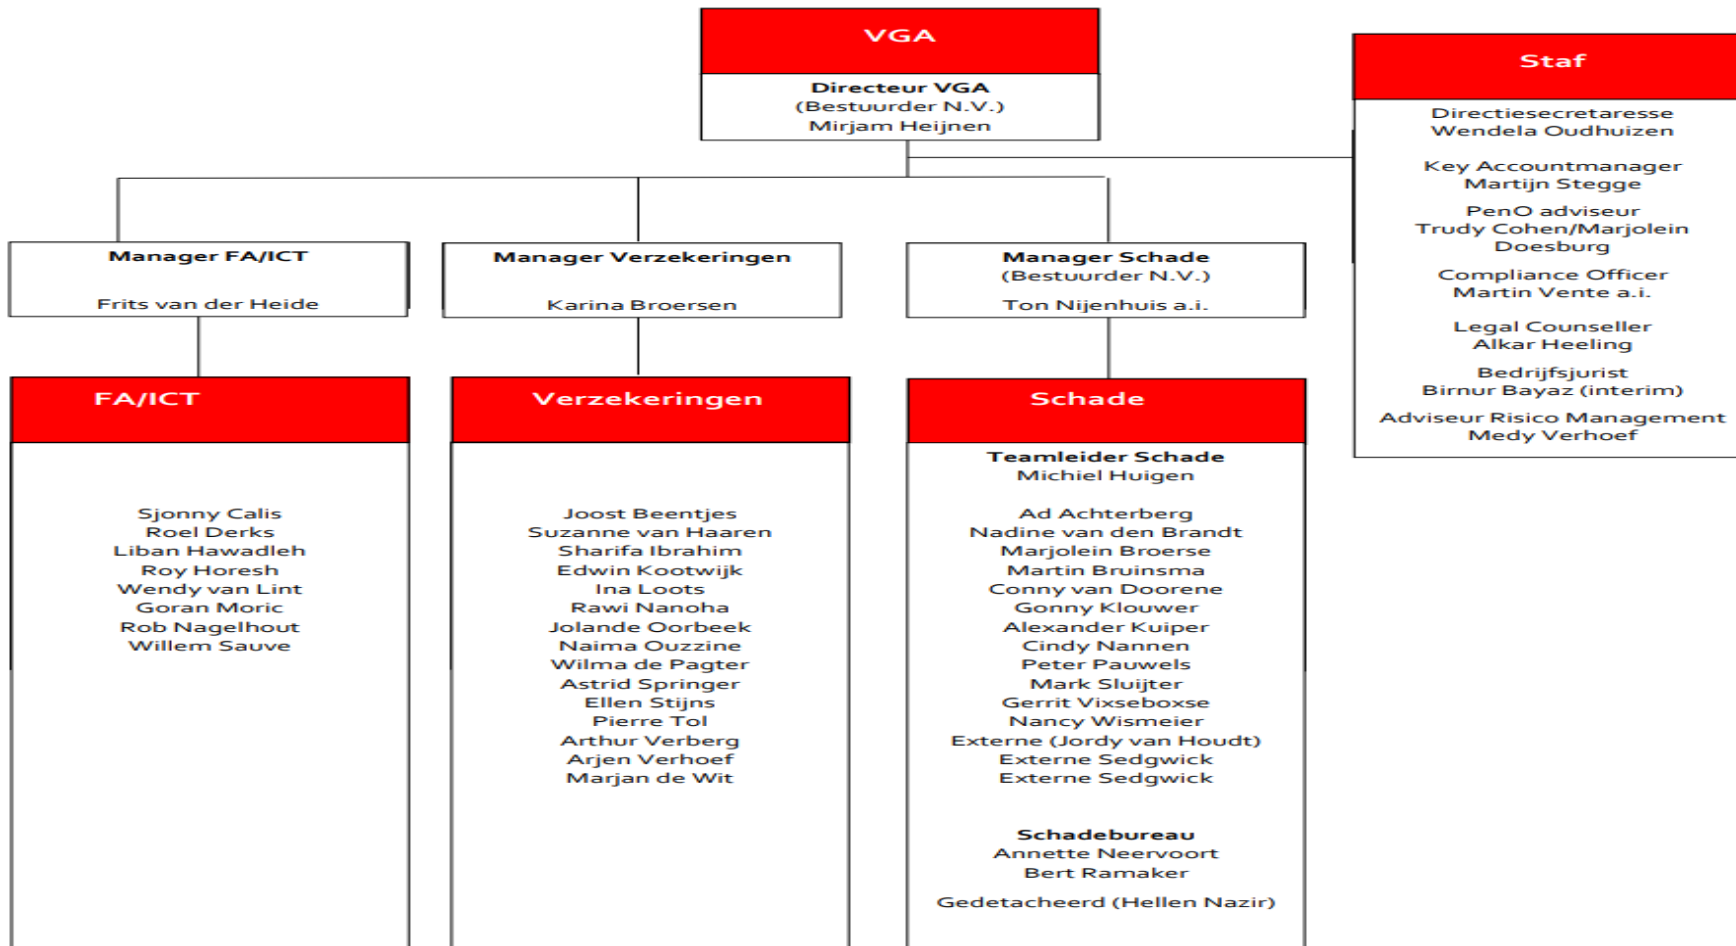 VGA
Directeur VGA
(Bestuurder N.V.)
Mirjam Heijnen
Staf
Directiesecretaresse
Wendela Oudhuizen
Key Accountmanager
Martijn Stegge
PenO adviseur
Trudy Cohen/Marjolein
Doesburg
Compliance Officer
Martin Vente a.i.
Legal Counseller
Alkar Heeling
Bedrijfsjurist
Birnur Bayaz (interim)
Adviseur Risico Management
Medy Verhoef
Manager FA/ICT
Frits van der Heide
Manager Verzekeringen
Karina Broersen
Manager Schade
(Bestuurder N.V.)
Ton Nijenhuis a.i.
FA/ICT
Sjonny Calis
Roel Derks
Liban Hawadleh
Roy Horesh
Wendy van Lint
Goran Moric
Rob Nagelhout
Willem Sauve
Verzekeringen
Joost Beentjes
Suzanne van Haaren
Sharifa Ibrahim
Edwin Kootwijk
Ina Loots
Rawi Nanoha
Jolande Oorbeek
Naima Ouzzine
Wilma de Pagter
Astrid Springer
Ellen Stijns
Pierre Tol
Arthur Verberg
Arjen Verhoef
Marjan de Wit
Schade
Teamleider Schade
Michiel Huigen
Ad Achterberg
Nadine van den Brandt
Marjolein Broerse
Martin Bruinsma
Conny van Doorene
Gonny Klouwer
Alexander Kuiper
Cindy Nannen
Peter Pauwels
Mark Sluijter
Gerrit Vixseboxse
Nancy Wismeier
Externe (Jordy van Houdt)
Externe Sedgwick
Externe Sedgwick
Schadebureau
Annette Neervoort
Bert Ramaker
Gedetacheerd (Hellen Nazir)